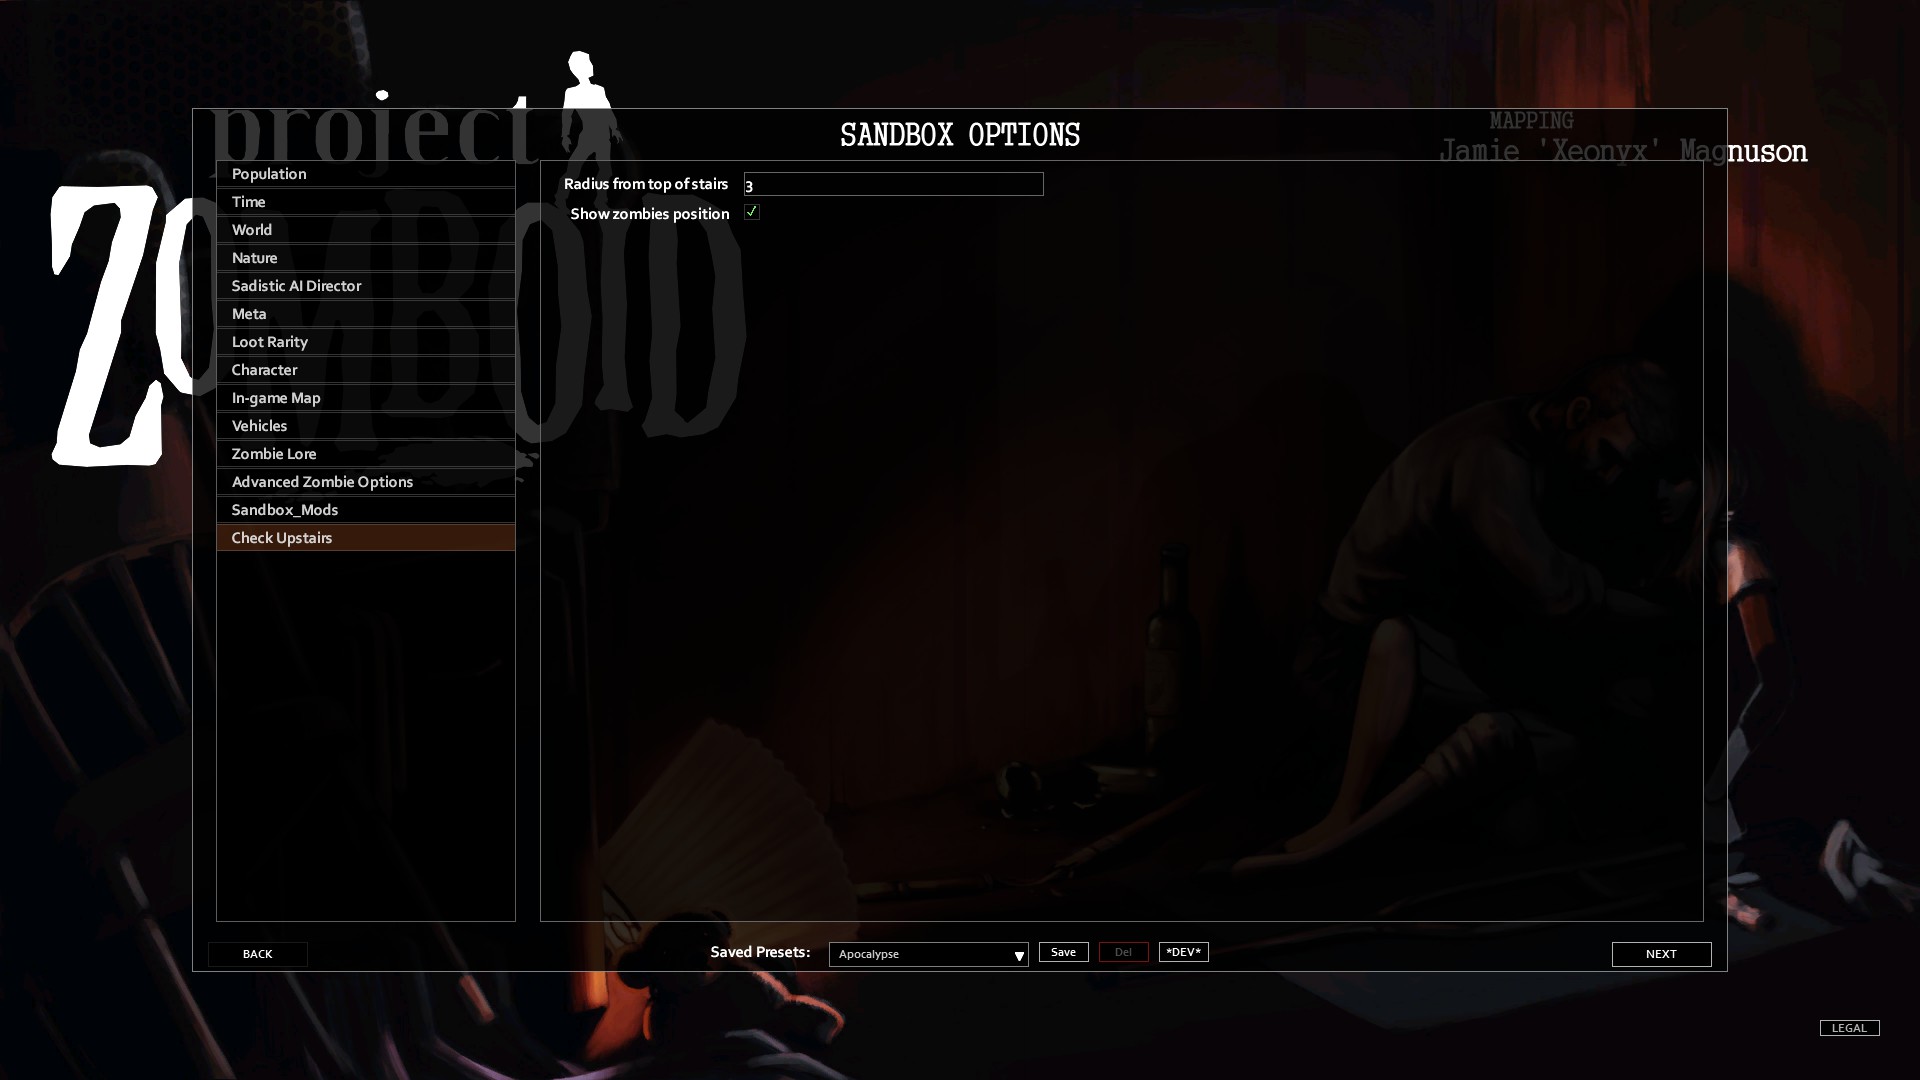 project
ZOMBOID
SANDBOX OPTIONS
MAPPING
Jamie 'Xeonyx' Magnuson
Population
Time
World
Nature
Sadistic AI Director
Meta
Loot Rarity
Character
In-game Map
Vehicles
Zombie Lore
Advanced Zombie Options
Sandbox_Mods
Check Upstairs
Radius from top of stairs 3
Show zombies position
BACK
Saved Presets: Apocalypse Save Del *DEV*
NEXT
LEGAL